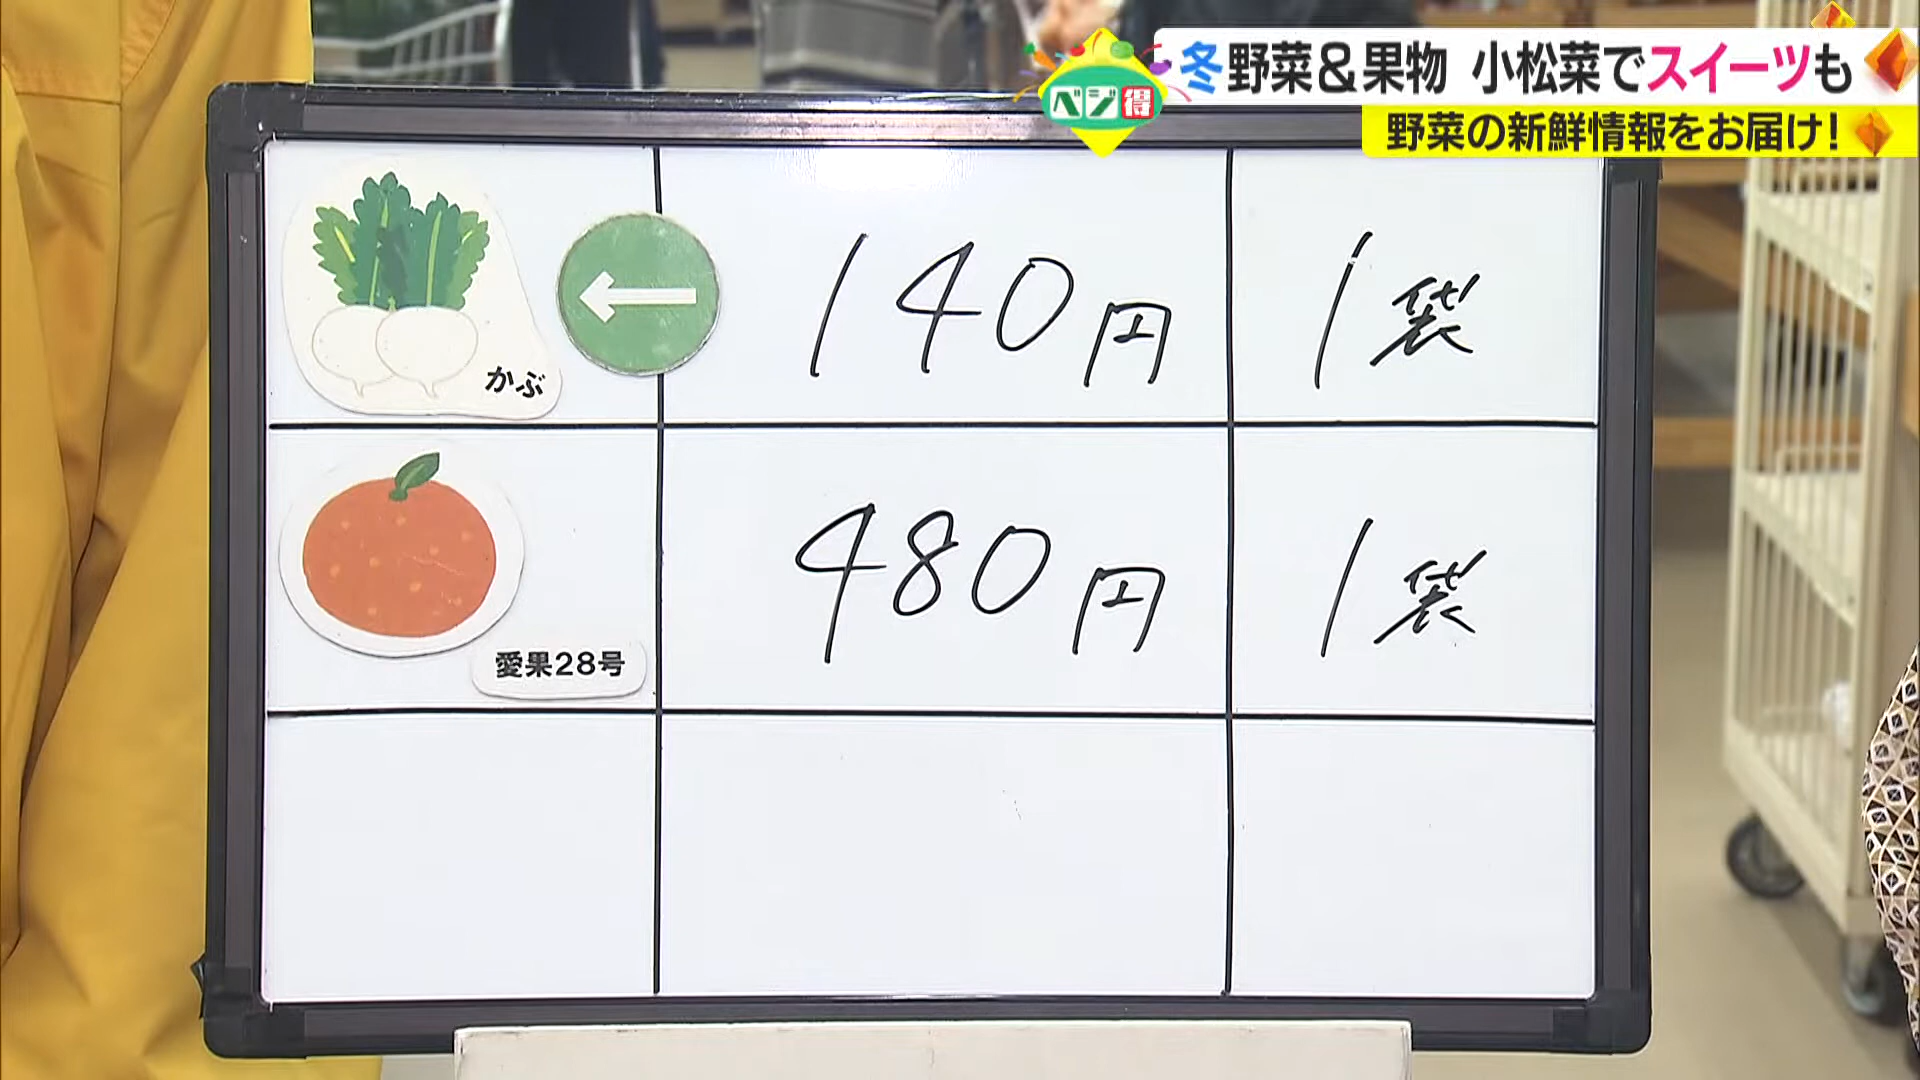 ベジ得
冬野菜&果物 小松菜でスイーツも
野菜の新鮮情報をお届け!
かぶ 140円 1袋
愛果28号 480円 1袋